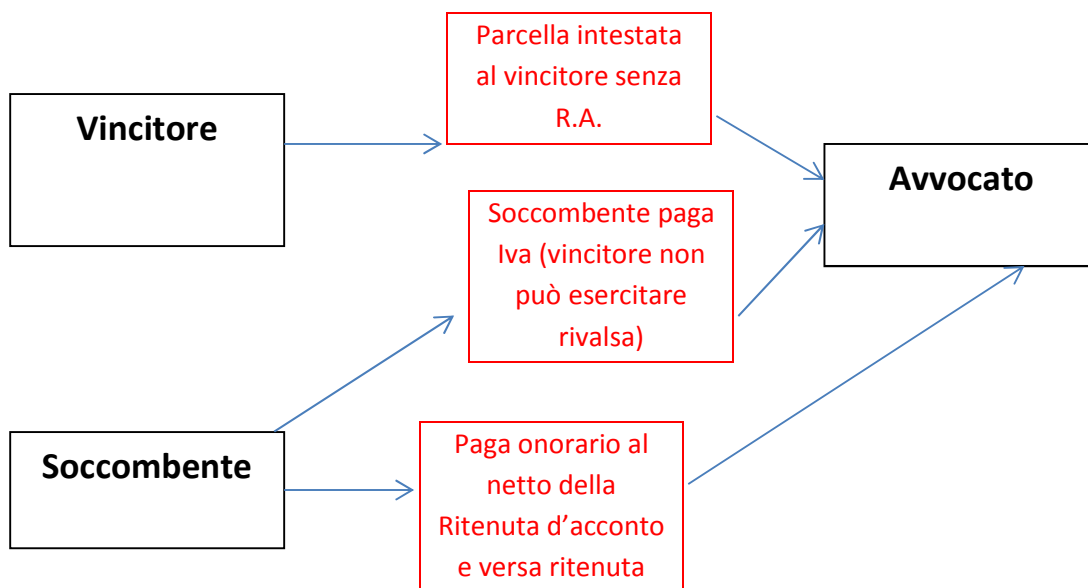 Parcella intestata
al vincitore senza
R.A.
Vincitore
Avvocato
Soccombente paga
Iva (vincitore non
può esercitare
rivalsa)
Soccombente
Paga onorario al
netto della
Ritenuta d’acconto
e versa ritenuta